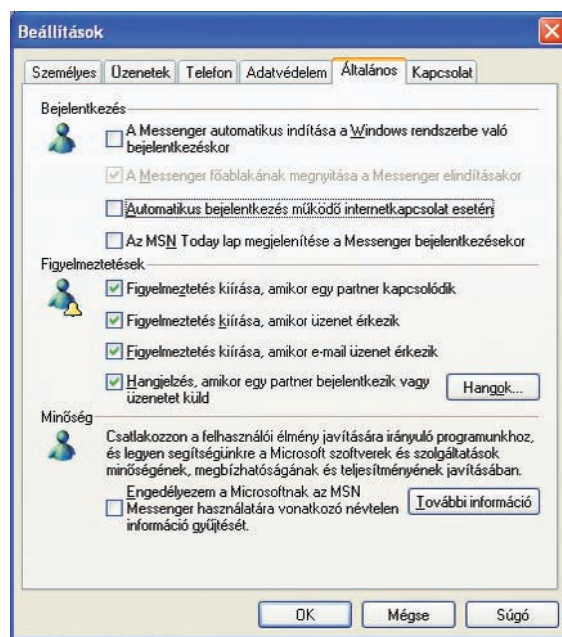 Beállítások
Személyes Üzenetek Telefon Adatvédelem Általános Kapcsolat
Bejelentkezés
A Messenger automatikus indítása a Windows rendszerbe való
bejelentkezéskor
A Messenger főablakának megnyitása a Messenger elindításakor
Automatikus bejelentkezés működő internetkapcsolat esetén
Az MSN Today lap megjelenítése a Messenger bejelentkezésekor
Figyelmeztetések
Figyelmeztetés kiírása, amikor egy partner kapcsolódik
Figyelmeztetés kiírása, amikor üzenet érkezik
Figyelmeztetés kiírása, amikor e-mail üzenet érkezik
Hangjelzés, amikor egy partner bejelentkezik vagy
üzenetet küld
Hangok...
Minőség
Csatlakozzon a felhasználói élmény javítására irányuló programunkhoz,
és legyen segítségünkre a Microsoft szoftverek és szolgáltatások
minőségének, megbízhatóságának és teljesítményének javításában.
Engedélyezem a Microsoftnak az MSN
Messenger használatára vonatkozó névtelen
információ gyűjtését.
További információ
OK Mégse Súgó